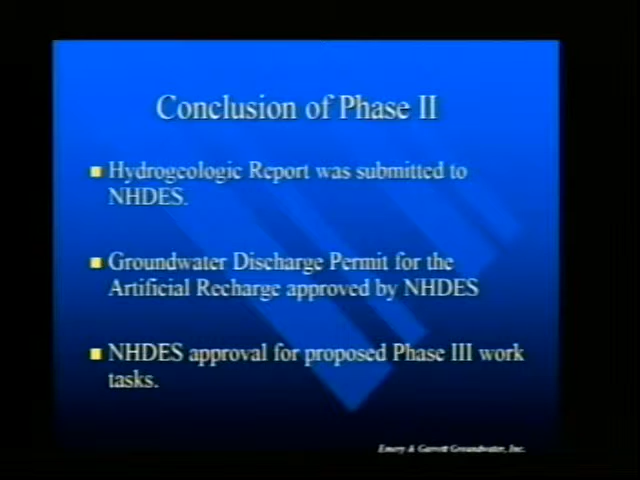 Conclusion of Phase II
Hydrogeologic Report was submitted to
NHDES.
Groundwater Discharge Permit for the
Artificial Recharge approved by NHDES
NHDES approval for proposed Phase III work
tasks.
Emery & Garrett Groundwater, Inc.